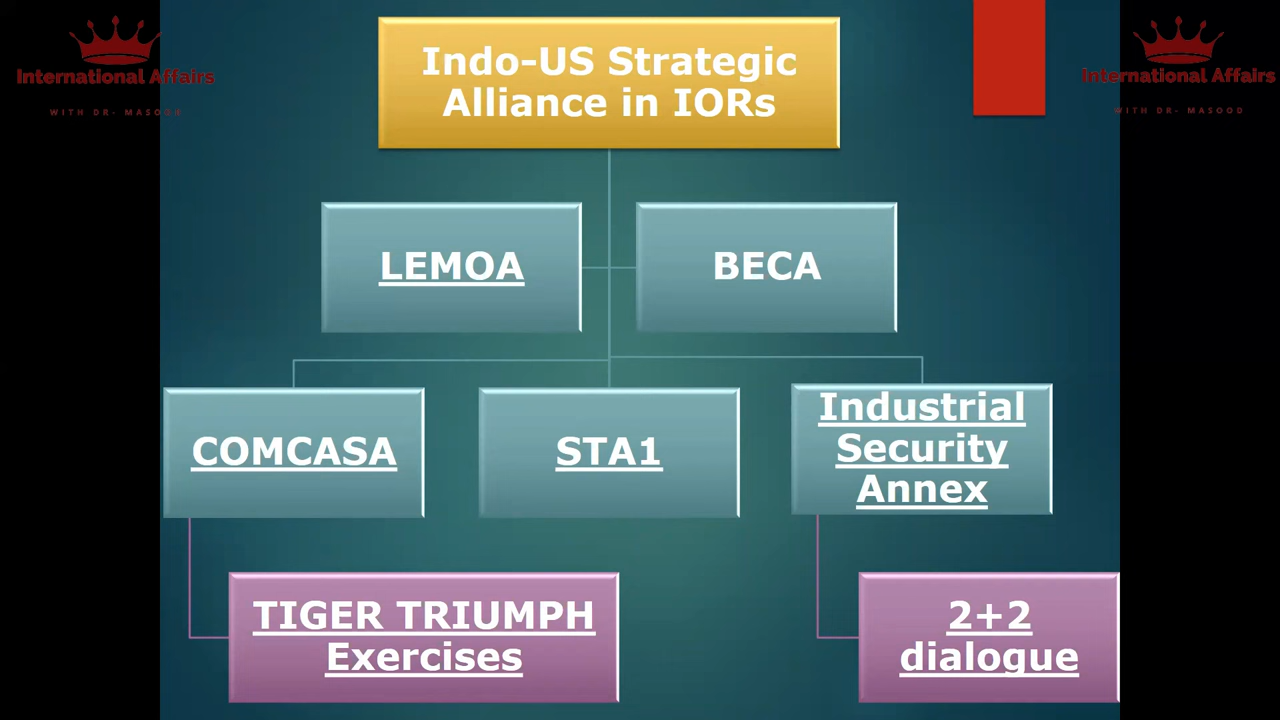 International Affairs
WITH DR- MASOOD
International Affairs
WITH DR- MASOOD
Indo-US Strategic
Alliance in IORs
LEMOA
BECA
COMCASA
STA1
Industrial
Security
Annex
TIGER TRIUMPH
Exercises
2+2
dialogue